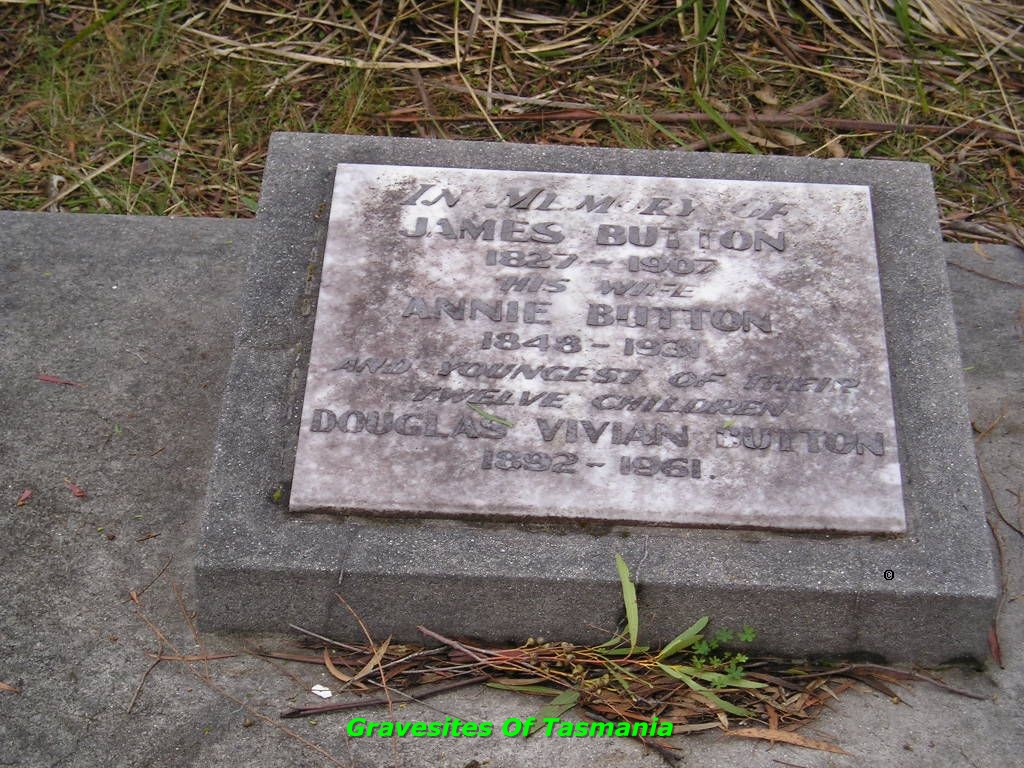 IN MEMORY OF
JAMES BUTTON
1827 - 1907
HIS WIFE
ANNIE BUTTON
1848 - 1931
AND YOUNGEST OF THEIR
TWELVE CHILDREN
DOUGLAS VIVIAN BUTTON
1892 - 1961.
©
Gravesites Of Tasmania